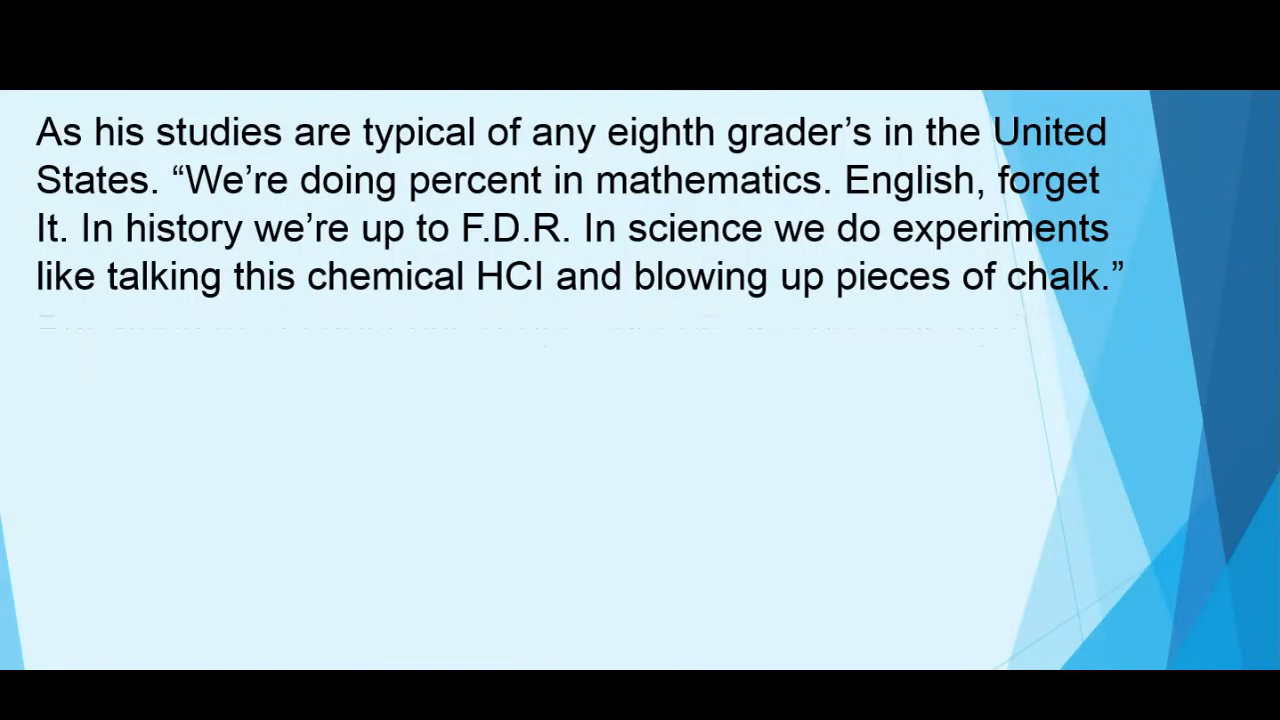 As his studies are typical of any eighth grader’s in the United
States. “We’re doing percent in mathematics. English, forget
It. In history we’re up to F.D.R. In science we do experiments
like talking this chemical HCI and blowing up pieces of chalk.”